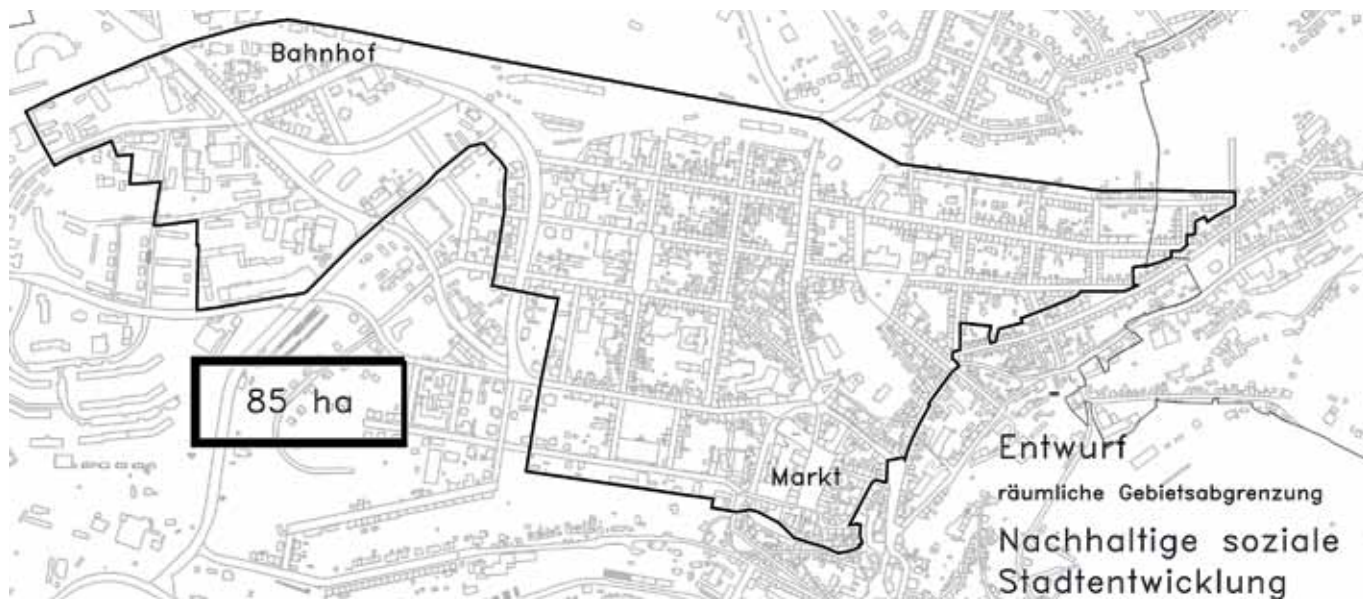 Bahnhof
85 ha
Markt
Entwurf
räumliche Gebietsabgrenzung
Nachhaltige soziale
Stadtentwicklung